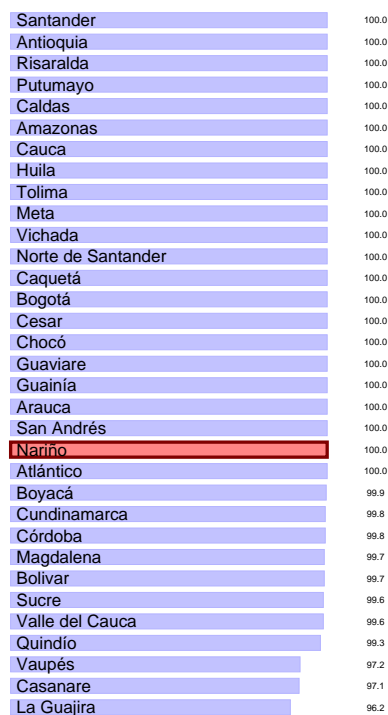 Santander 100.0
Antioquia 100.0
Risaralda 100.0
Putumayo 100.0
Caldas 100.0
Amazonas 100.0
Cauca 100.0
Huila 100.0
Tolima 100.0
Meta 100.0
Vichada 100.0
Norte de Santander 100.0
Caquetá 100.0
Bogotá 100.0
Cesar 100.0
Chocó 100.0
Guaviare 100.0
Guainía 100.0
Arauca 100.0
San Andrés 100.0
Nariño 100.0
Atlántico 100.0
Boyacá 99.9
Cundinamarca 99.8
Córdoba 99.8
Magdalena 99.7
Bolivar 99.7
Sucre 99.6
Valle del Cauca 99.6
Quindío 99.3
Vaupés 97.2
Casanare 97.1
La Guajira 96.2